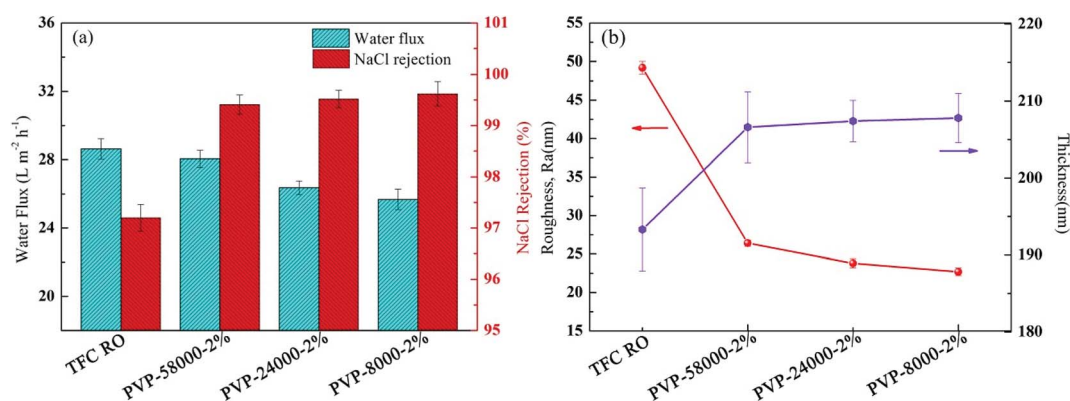 (a)
Water flux
NaCl rejection
Water Flux (L m⁻² h⁻¹)
36
32
28
24
20
NaCl Rejection (%)
101
100
99
98
97
96
95
TFC RO
PVP-58000-2%
PVP-24000-2%
PVP-8000-2%
(b)
Roughness, Ra(nm)
55
50
45
40
35
30
25
20
15
Thickness(nm)
220
210
200
190
180
TFC RO
PVP-58000-2%
PVP-24000-2%
PVP-8000-2%